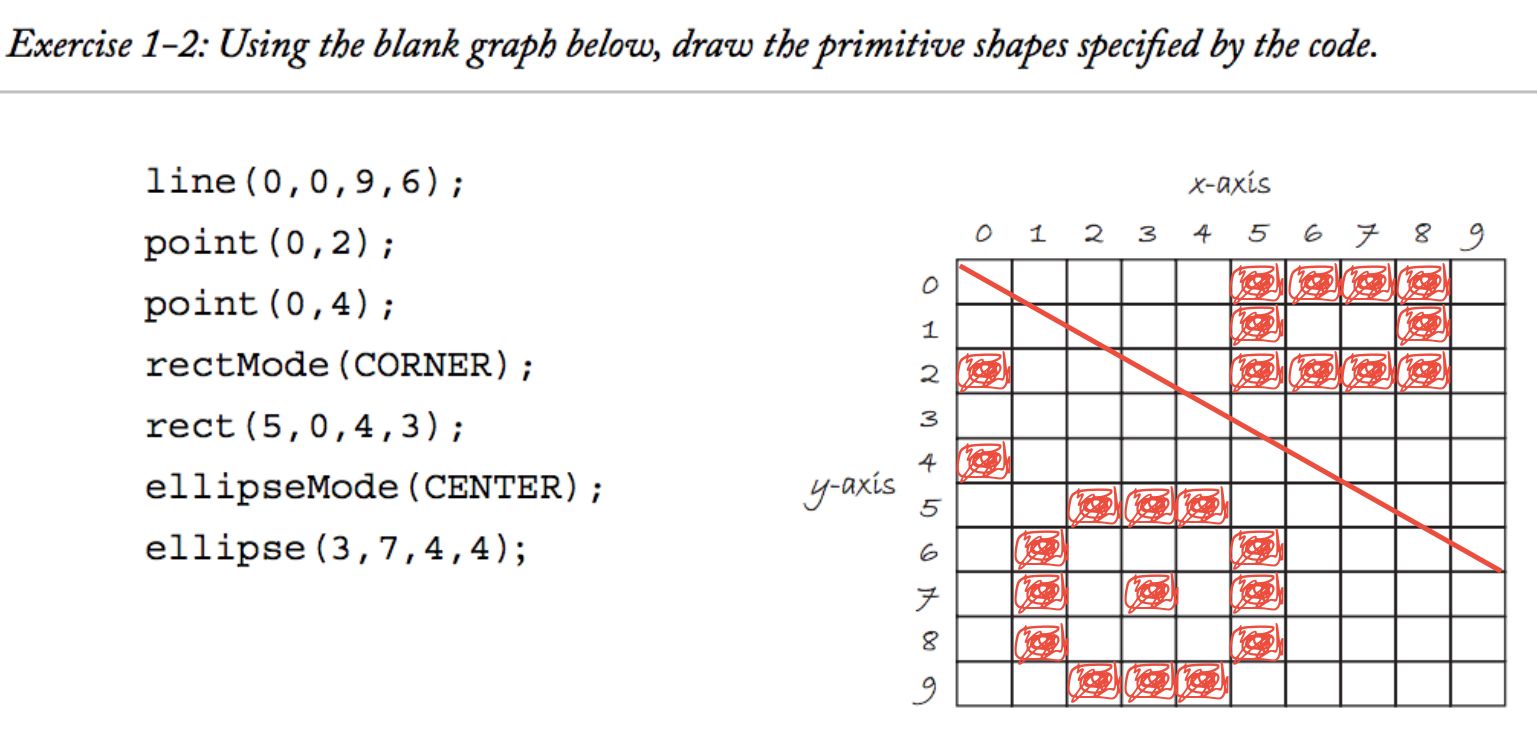 Exercise 1-2: Using the blank graph below, draw the primitive shapes specified by the code.
line(0,0,9,6);
point(0,2);
point(0,4);
rectMode(CORNER);
rect(5,0,4,3);
ellipseMode(CENTER);
ellipse(3,7,4,4);
x-axis
0 1 2 3 4 5 6 7 8 9
0
1
2
3
4
y-axis
5
6
7
8
9